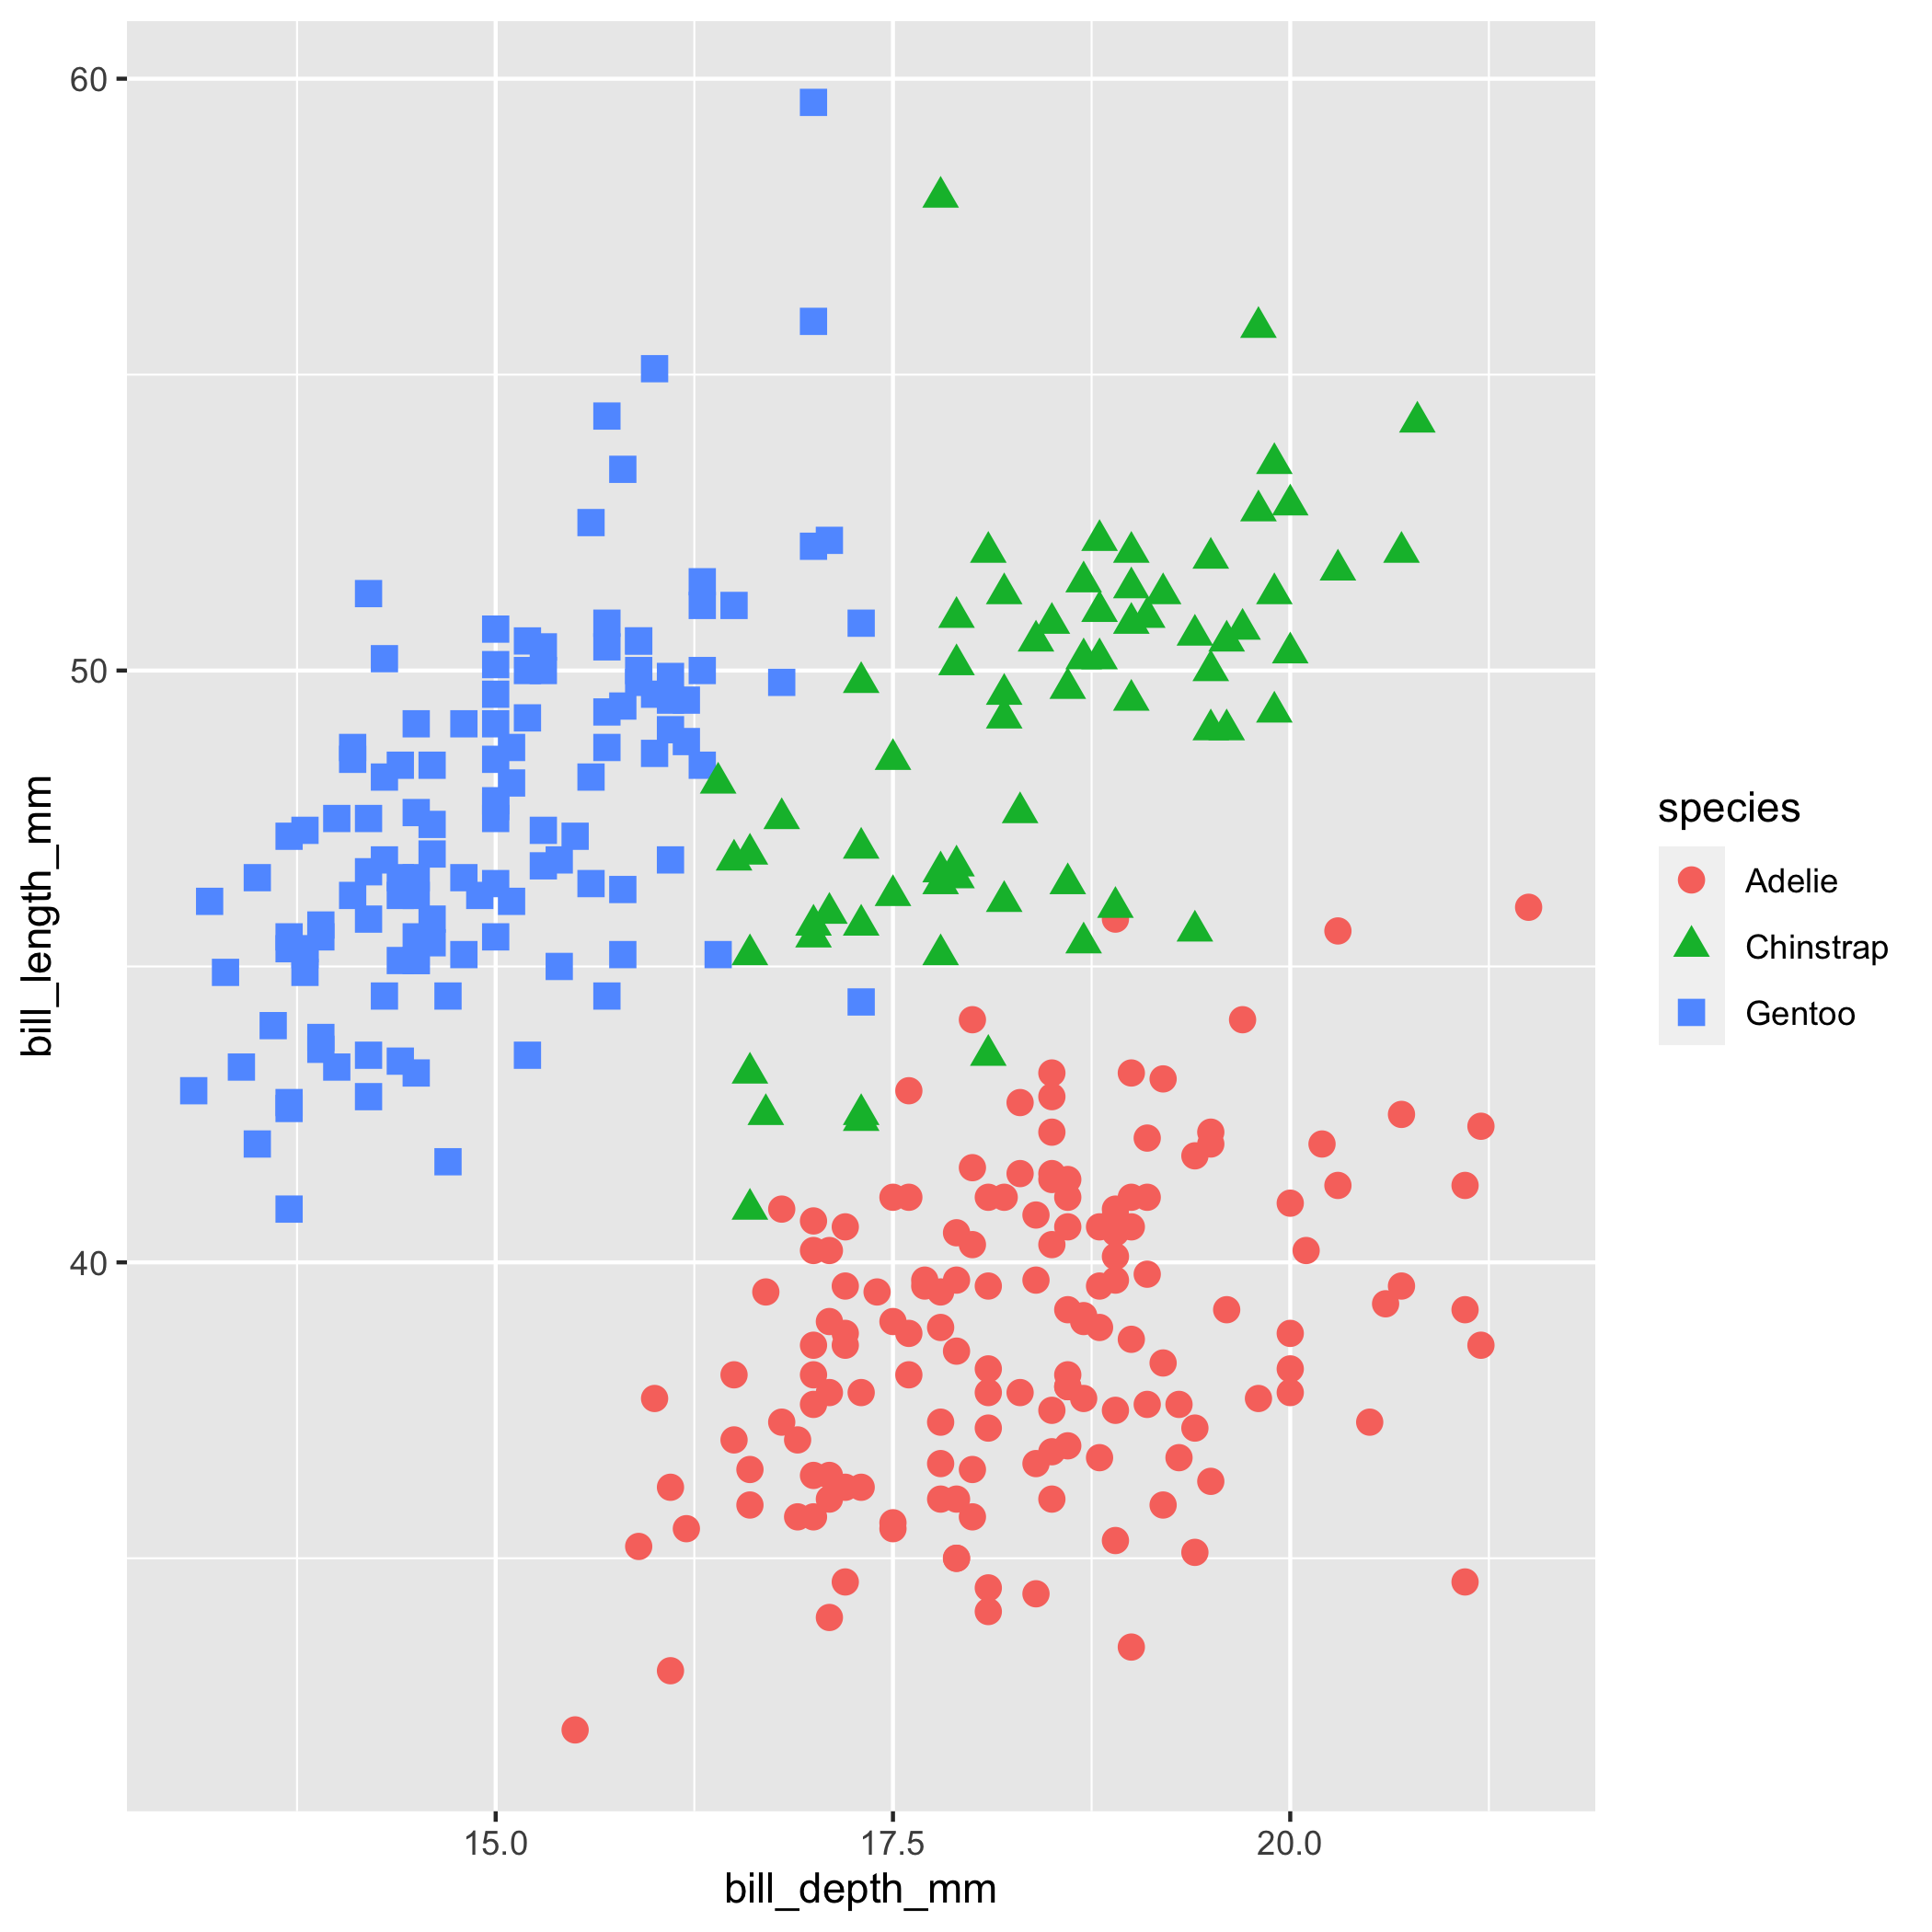 60
50
40
bill_length_mm
15.0
17.5
20.0
bill_depth_mm
species
Adelie
Chinstrap
Gentoo